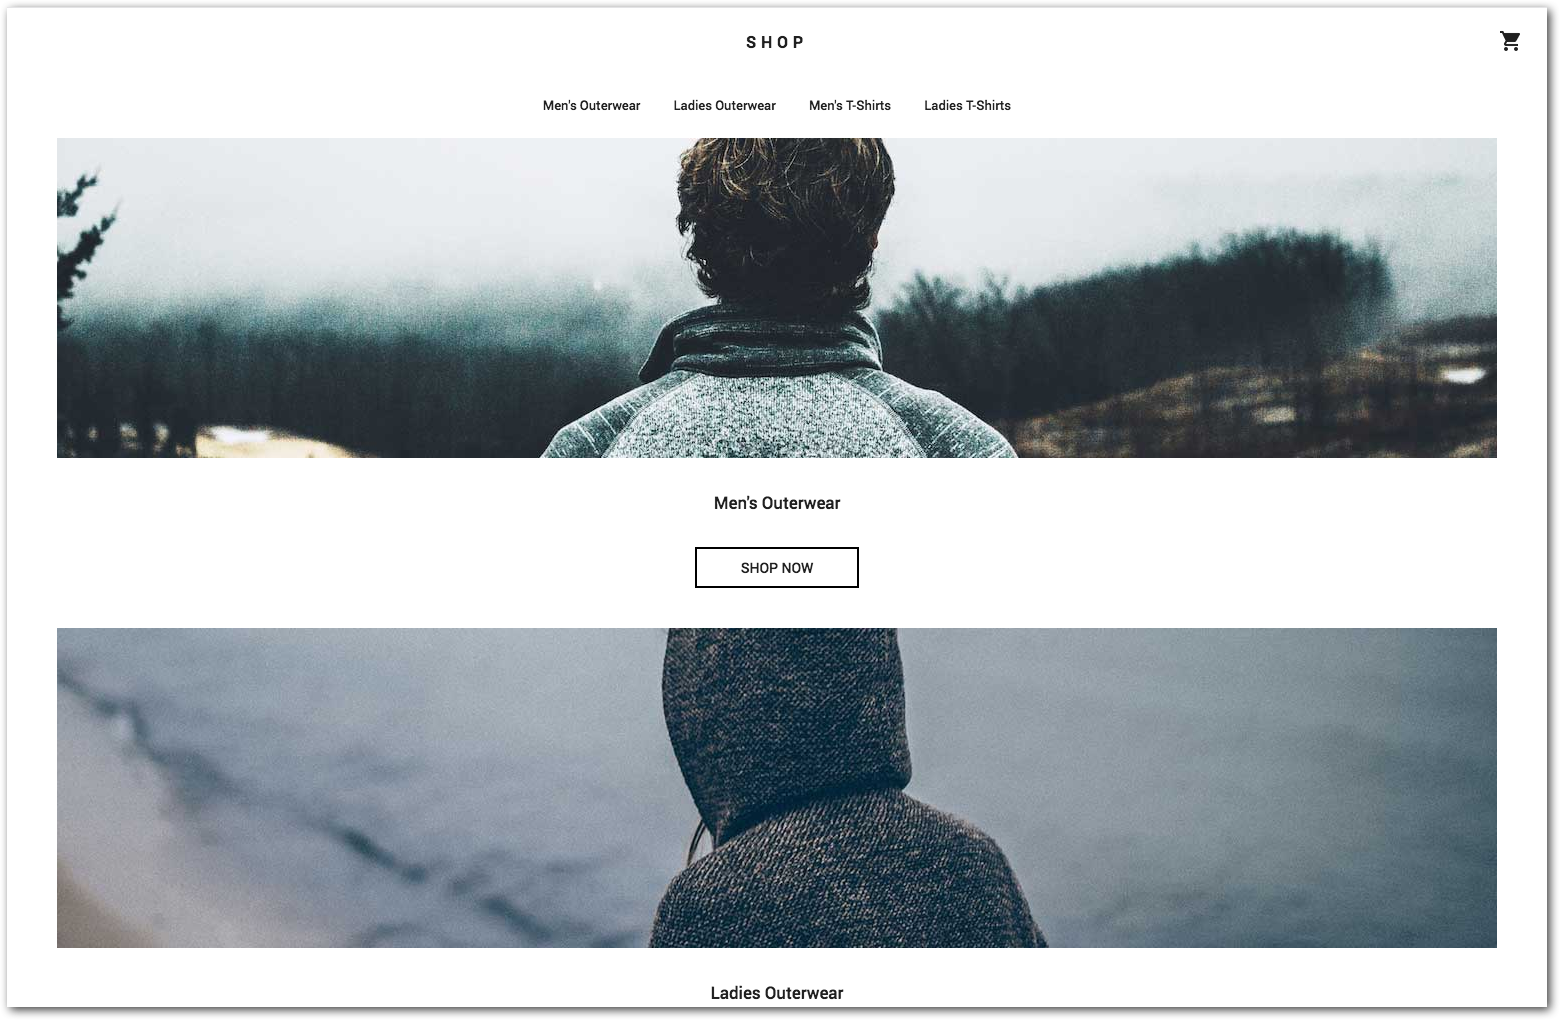 SHOP
Men's Outerwear Ladies Outerwear Men's T-Shirts Ladies T-Shirts
Men's Outerwear
SHOP NOW
Ladies Outerwear